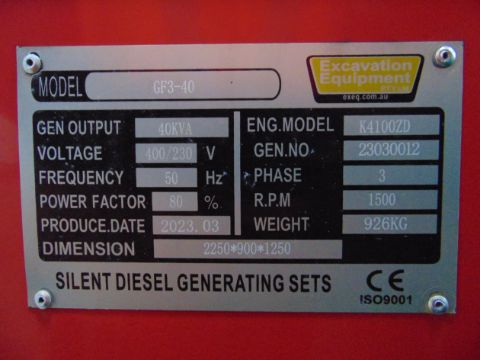 MODEL GF3-40
Excavation
Equipment
exeq.com.au
GEN OUTPUT 40KVA
VOLTAGE 400/230 V
FREQUENCY 50 Hz
POWER FACTOR 80 %
PRODUCE.DATE 2023.03
ENG.MODEL K4100ZD
GEN.NO 23030012
PHASE 3
R.P.M 1500
WEIGHT 926KG
DIMENSION 2250*900*1250
SILENT DIESEL GENERATING SETS
CE
ISO9001